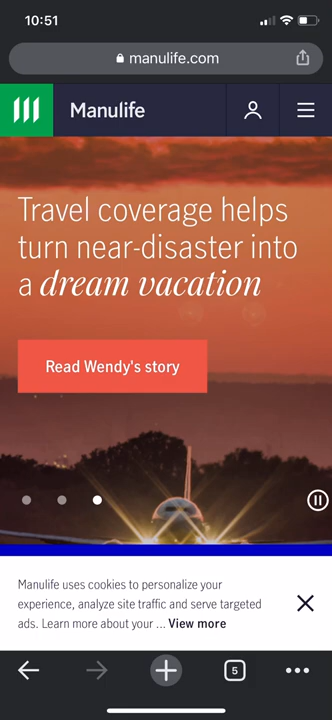 10:51
manulife.com
Manulife
Travel coverage helps
turn near-disaster into
a dream vacation
Read Wendy's story
Manulife uses cookies to personalize your
experience, analyze site traffic and serve targeted
ads. Learn more about your ... View more
5